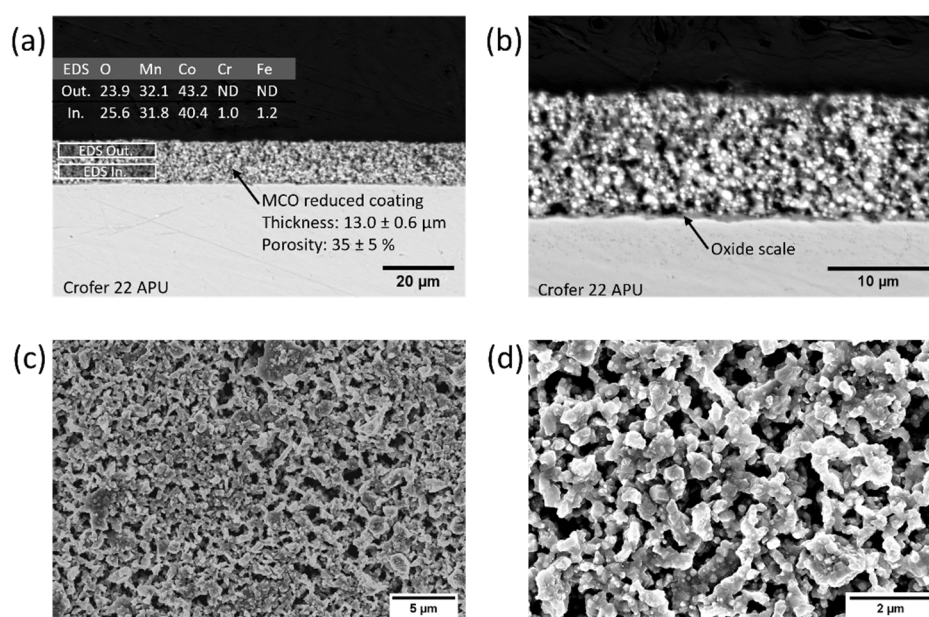 (a)
EDS O Mn Co Cr Fe
Out. 23.9 32.1 43.2 ND ND
In. 25.6 31.8 40.4 1.0 1.2
EDS Out.
EDS In.
MCO reduced coating
Thickness: 13.0 ± 0.6 µm
Porosity: 35 ± 5 %
20 µm
Crofer 22 APU
(b)
Oxide scale
10 µm
Crofer 22 APU
(c)
5 µm
(d)
2 µm